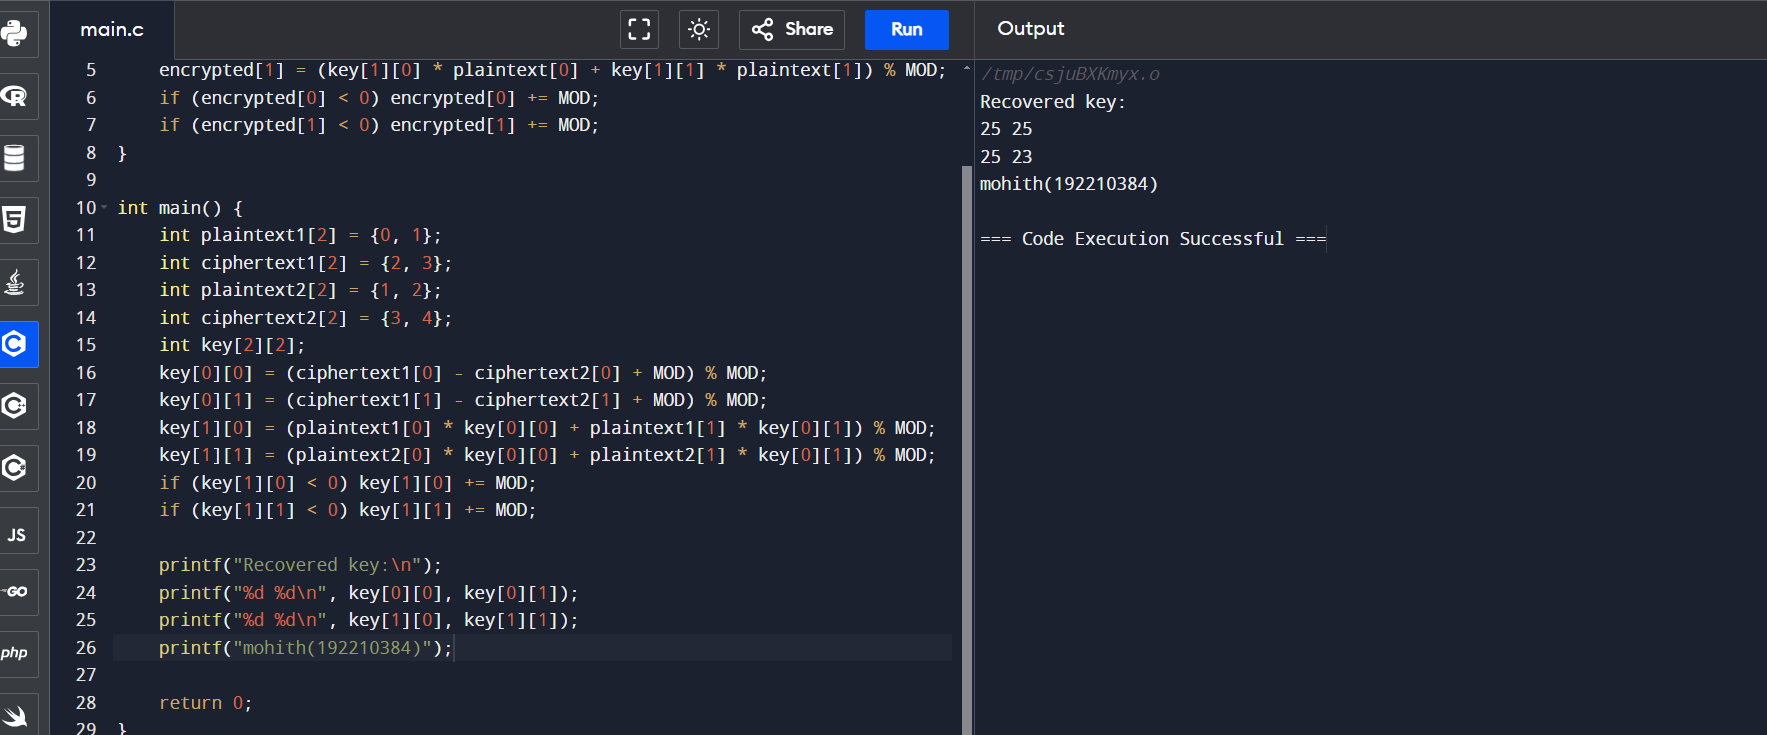 main.c
Share
Run
Output
5 encrypted[1] = (key[1][0] * plaintext[0] + key[1][1] * plaintext[1]) % MOD;
6 if (encrypted[0] < 0) encrypted[0] += MOD;
7 if (encrypted[1] < 0) encrypted[1] += MOD;
8 }
9
10 int main() {
11 int plaintext1[2] = {0, 1};
12 int ciphertext1[2] = {2, 3};
13 int plaintext2[2] = {1, 2};
14 int ciphertext2[2] = {3, 4};
15 int key[2][2];
16 key[0][0] = (ciphertext1[0] - ciphertext2[0] + MOD) % MOD;
17 key[0][1] = (ciphertext1[1] - ciphertext2[1] + MOD) % MOD;
18 key[1][0] = (plaintext1[0] * key[0][0] + plaintext1[1] * key[0][1]) % MOD;
19 key[1][1] = (plaintext2[0] * key[0][0] + plaintext2[1] * key[0][1]) % MOD;
20 if (key[1][0] < 0) key[1][0] += MOD;
21 if (key[1][1] < 0) key[1][1] += MOD;
22
23 printf("Recovered key:\n");
24 printf("%d %d\n", key[0][0], key[0][1]);
25 printf("%d %d\n", key[1][0], key[1][1]);
26 printf("mohith(192210384)");
27
28 return 0;
29 }
/tmp/csjuBXKmyx.o
Recovered key:
25 25
25 23
mohith(192210384)
=== Code Execution Successful ===
R
5
C
C
C
JS
GO
php